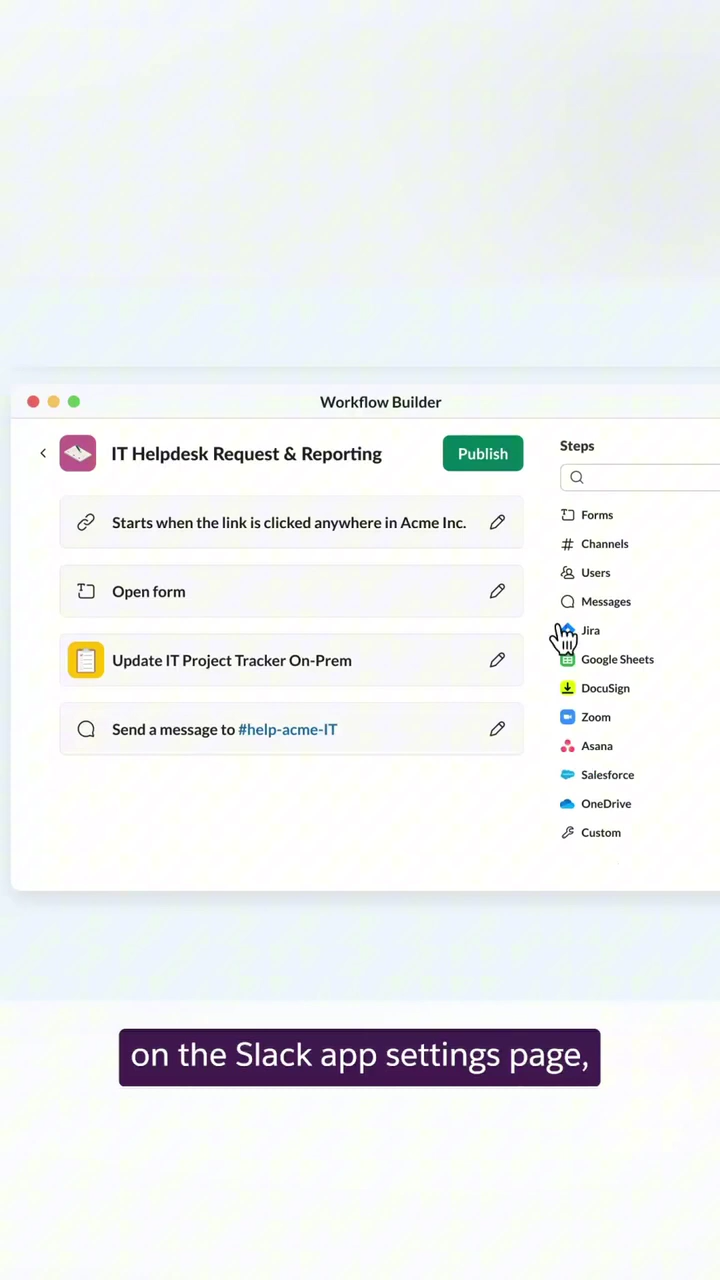 Workflow Builder
IT Helpdesk Request & Reporting
Publish
Starts when the link is clicked anywhere in Acme Inc.
Open form
Update IT Project Tracker On-Prem
Send a message to #help-acme-IT
Steps
Forms
Channels
Users
Messages
Jira
Google Sheets
DocuSign
Zoom
Asana
Salesforce
OneDrive
Custom
on the Slack app settings page,